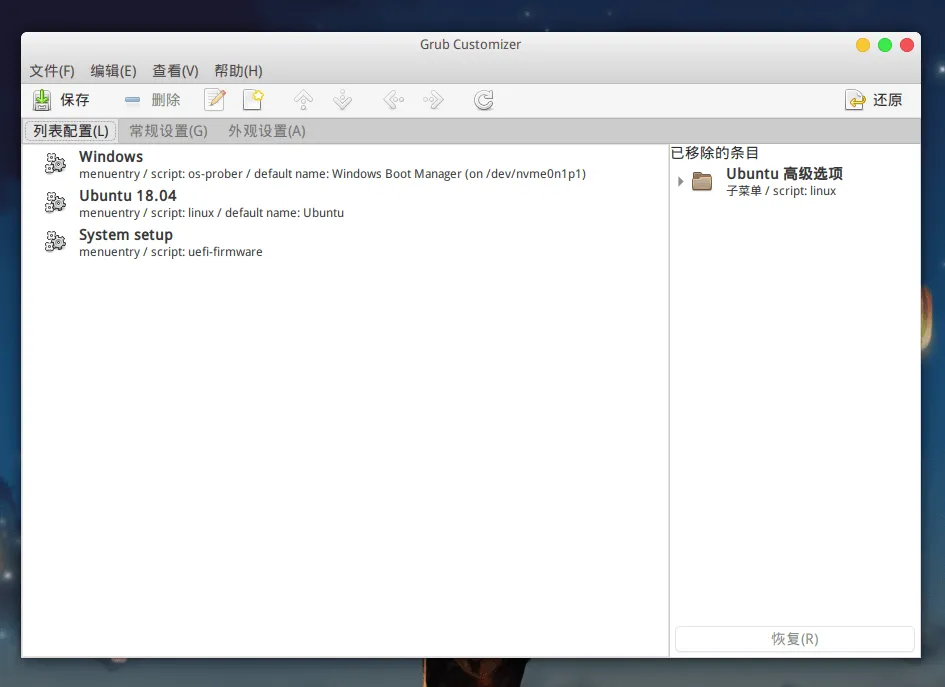 Grub Customizer
文件(F) 编辑(E) 查看(V) 帮助(H)
保存 删除 还原
列表配置(L) 常规设置(G) 外观设置(A)
Windows
menuentry / script: os-prober / default name: Windows Boot Manager (on /dev/nvme0n1p1)
Ubuntu 18.04
menuentry / script: linux / default name: Ubuntu
System setup
menuentry / script: uefi-firmware
已移除的条目
Ubuntu 高级选项
子菜单 / script: linux
恢复(R)